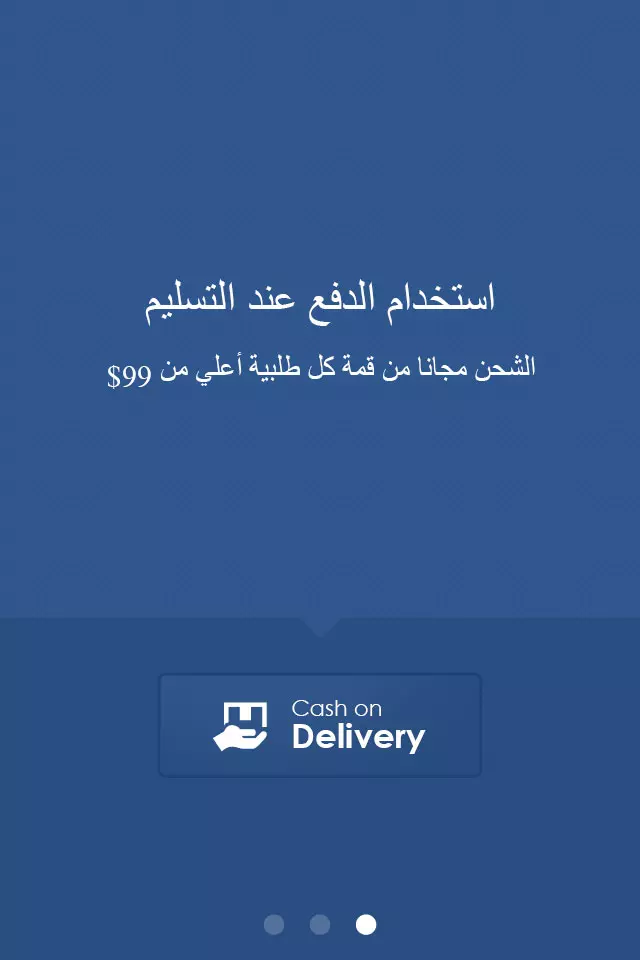 استخدام الدفع عند التسليم
الشحن مجانا من قمة كل طلبية أعلي من 99$
Cash on
Delivery